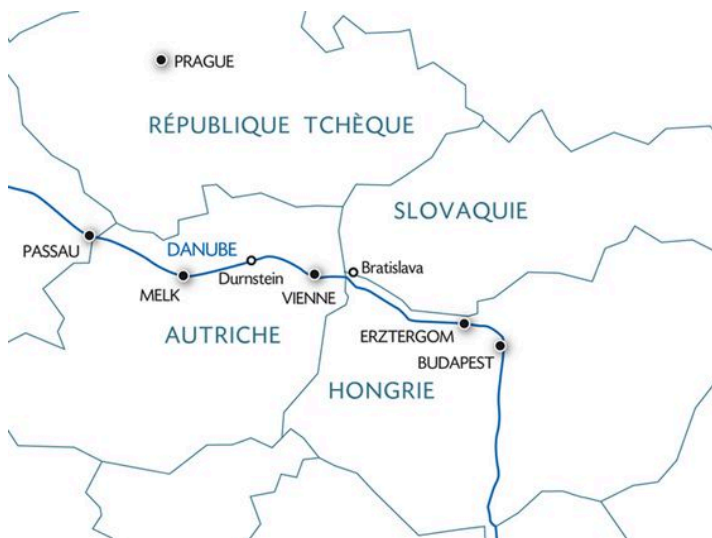 PRAGUE
RÉPUBLIQUE TCHÈQUE
SLOVAQUIE
PASSAU
DANUBE
Durnstein
Bratislava
MELK
VIENNE
AUTRICHE
ERZTERGOM
BUDAPEST
HONGRIE